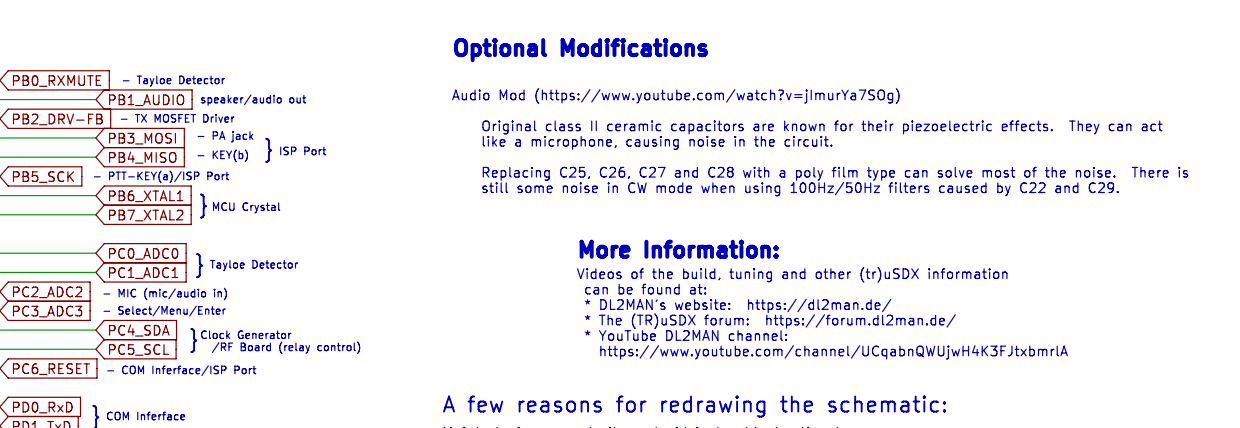 PB0_RXMUTE – Tayloe Detector
PB1_AUDIO speaker/audio out
PB2_DRV-FB – TX MOSFET Driver
PB3_MOSI – PA jack
PB4_MISO – KEY(b)
} ISP Port
PB5_SCK – PTT-KEY(a)/ISP Port
PB6_XTAL1
PB7_XTAL2
} MCU Crystal
PC0_ADC0
PC1_ADC1
} Tayloe Detector
PC2_ADC2 – MIC (mic/audio in)
PC3_ADC3 – Select/Menu/Enter
PC4_SDA
PC5_SCL
} Clock Generator
/RF Board (relay control)
PC6_RESET – COM Inferface/ISP Port
PD0_RxD
PD1_TxD
} COM Inferface
Optional Modifications
Audio Mod (https://www.youtube.com/watch?v=jImurYa7SOg)
Original class II ceramic capacitors are known for their piezoelectric effects. They can act
like a microphone, causing noise in the circuit.
Replacing C25, C26, C27 and C28 with a poly film type can solve most of the noise. There is
still some noise in CW mode when using 100Hz/50Hz filters caused by C22 and C29.
More Information:
Videos of the build, tuning and other (tr)uSDX information
can be found at:
* DL2MAN's website: https://dl2man.de/
* The (TR)uSDX forum: https://forum.dl2man.de/
* YouTube DL2MAN channel:
https://www.youtube.com/channel/UCqabnQWUjwH4K3FJtxbmrlA
A few reasons for redrawing the schematic: